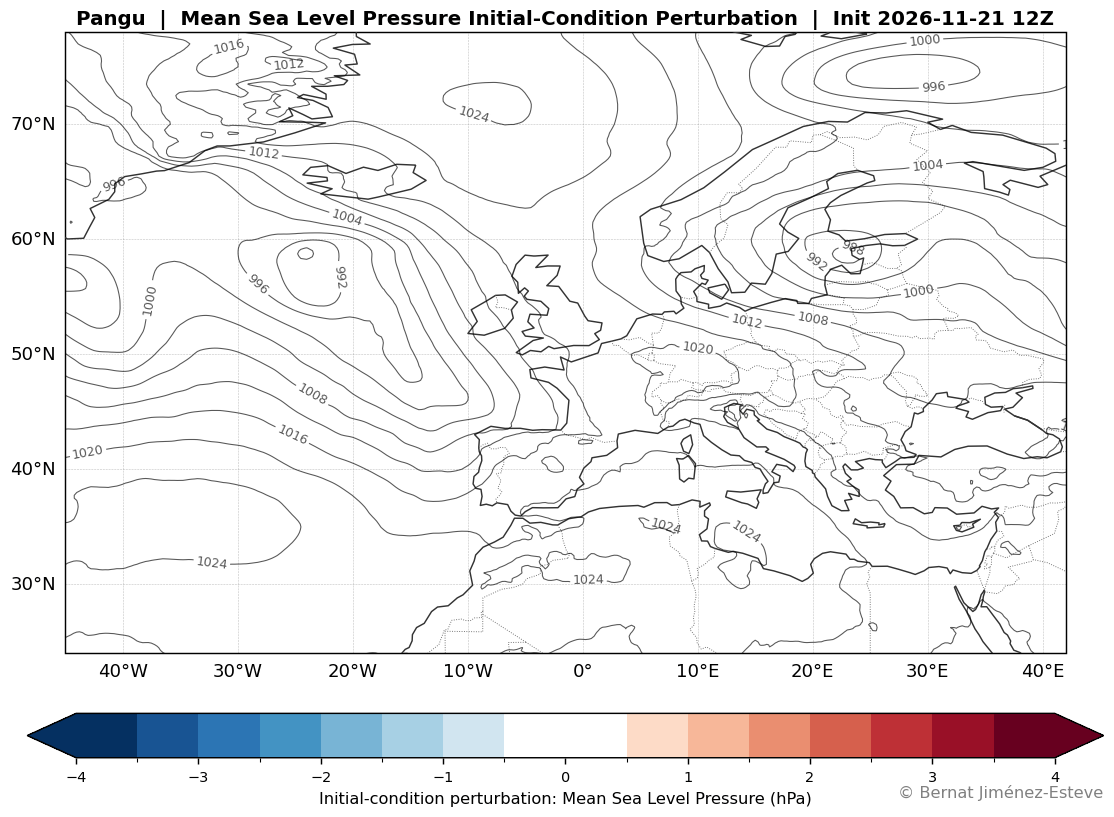 Pangu | Mean Sea Level Pressure Initial-Condition Perturbation | Init 2026-11-21 12Z
1016
1012
1000
996
1024
70°N
1012
1004
996
1004
60°N
988
992
992
996
1000
1000
1012
1008
50°N
1020
1008
1016
1020
40°N
1024
1024
1024
1024
30°N
40°W 30°W 20°W 10°W 0° 10°E 20°E 30°E 40°E
−4 −3 −2 −1 0 1 2 3 4
Initial-condition perturbation: Mean Sea Level Pressure (hPa)
© Bernat Jiménez-Esteve